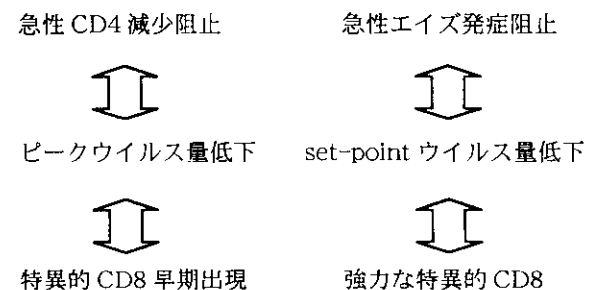 急性 CD4 減少阻止
急性エイズ発症阻止
ピークウイルス量低下
set-point ウイルス量低下
特異的 CD8 早期出現
強力な特異的 CD8